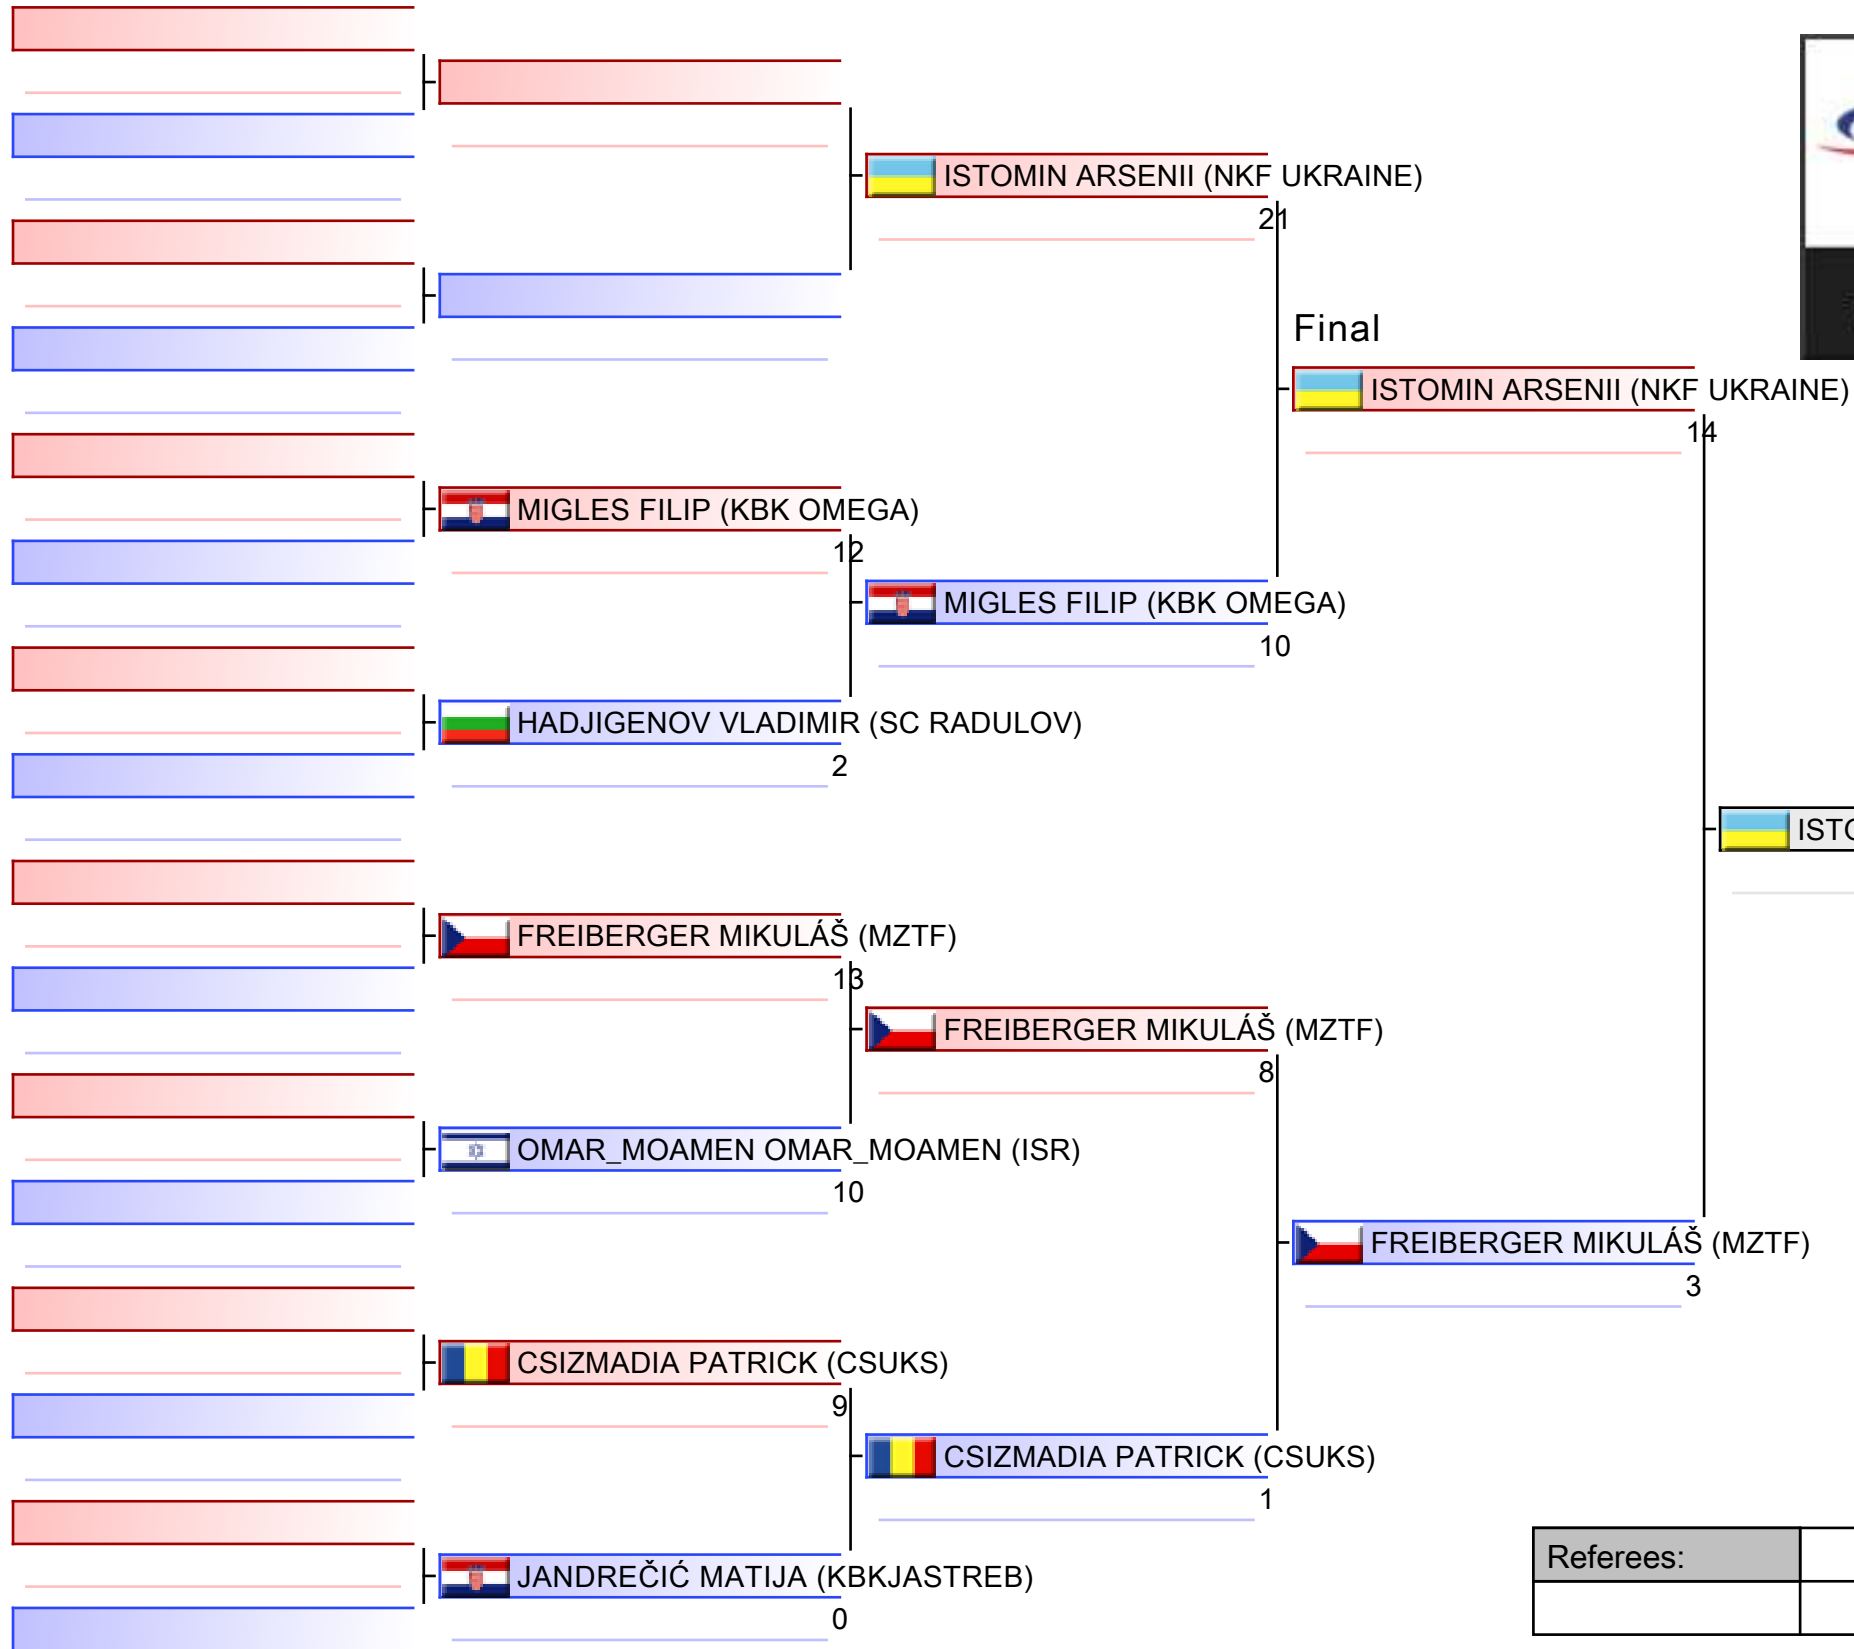 ISTOMIN ARSENII (NKF UKRAINE)
21
Final
ISTOMIN ARSENII (NKF UKRAINE)
14
MIGLES FILIP (KBK OMEGA)
12
MIGLES FILIP (KBK OMEGA)
10
HADJIGENOV VLADIMIR (SC RADULOV)
2
ISTO
FREIBERGER MIKULÁŠ (MZTF)
13
FREIBERGER MIKULÁŠ (MZTF)
8
OMAR_MOAMEN OMAR_MOAMEN (ISR)
10
FREIBERGER MIKULÁŠ (MZTF)
3
CSIZMADIA PATRICK (CSUKS)
9
CSIZMADIA PATRICK (CSUKS)
1
JANDREČIĆ MATIJA (KBKJASTREB)
0
Referees: